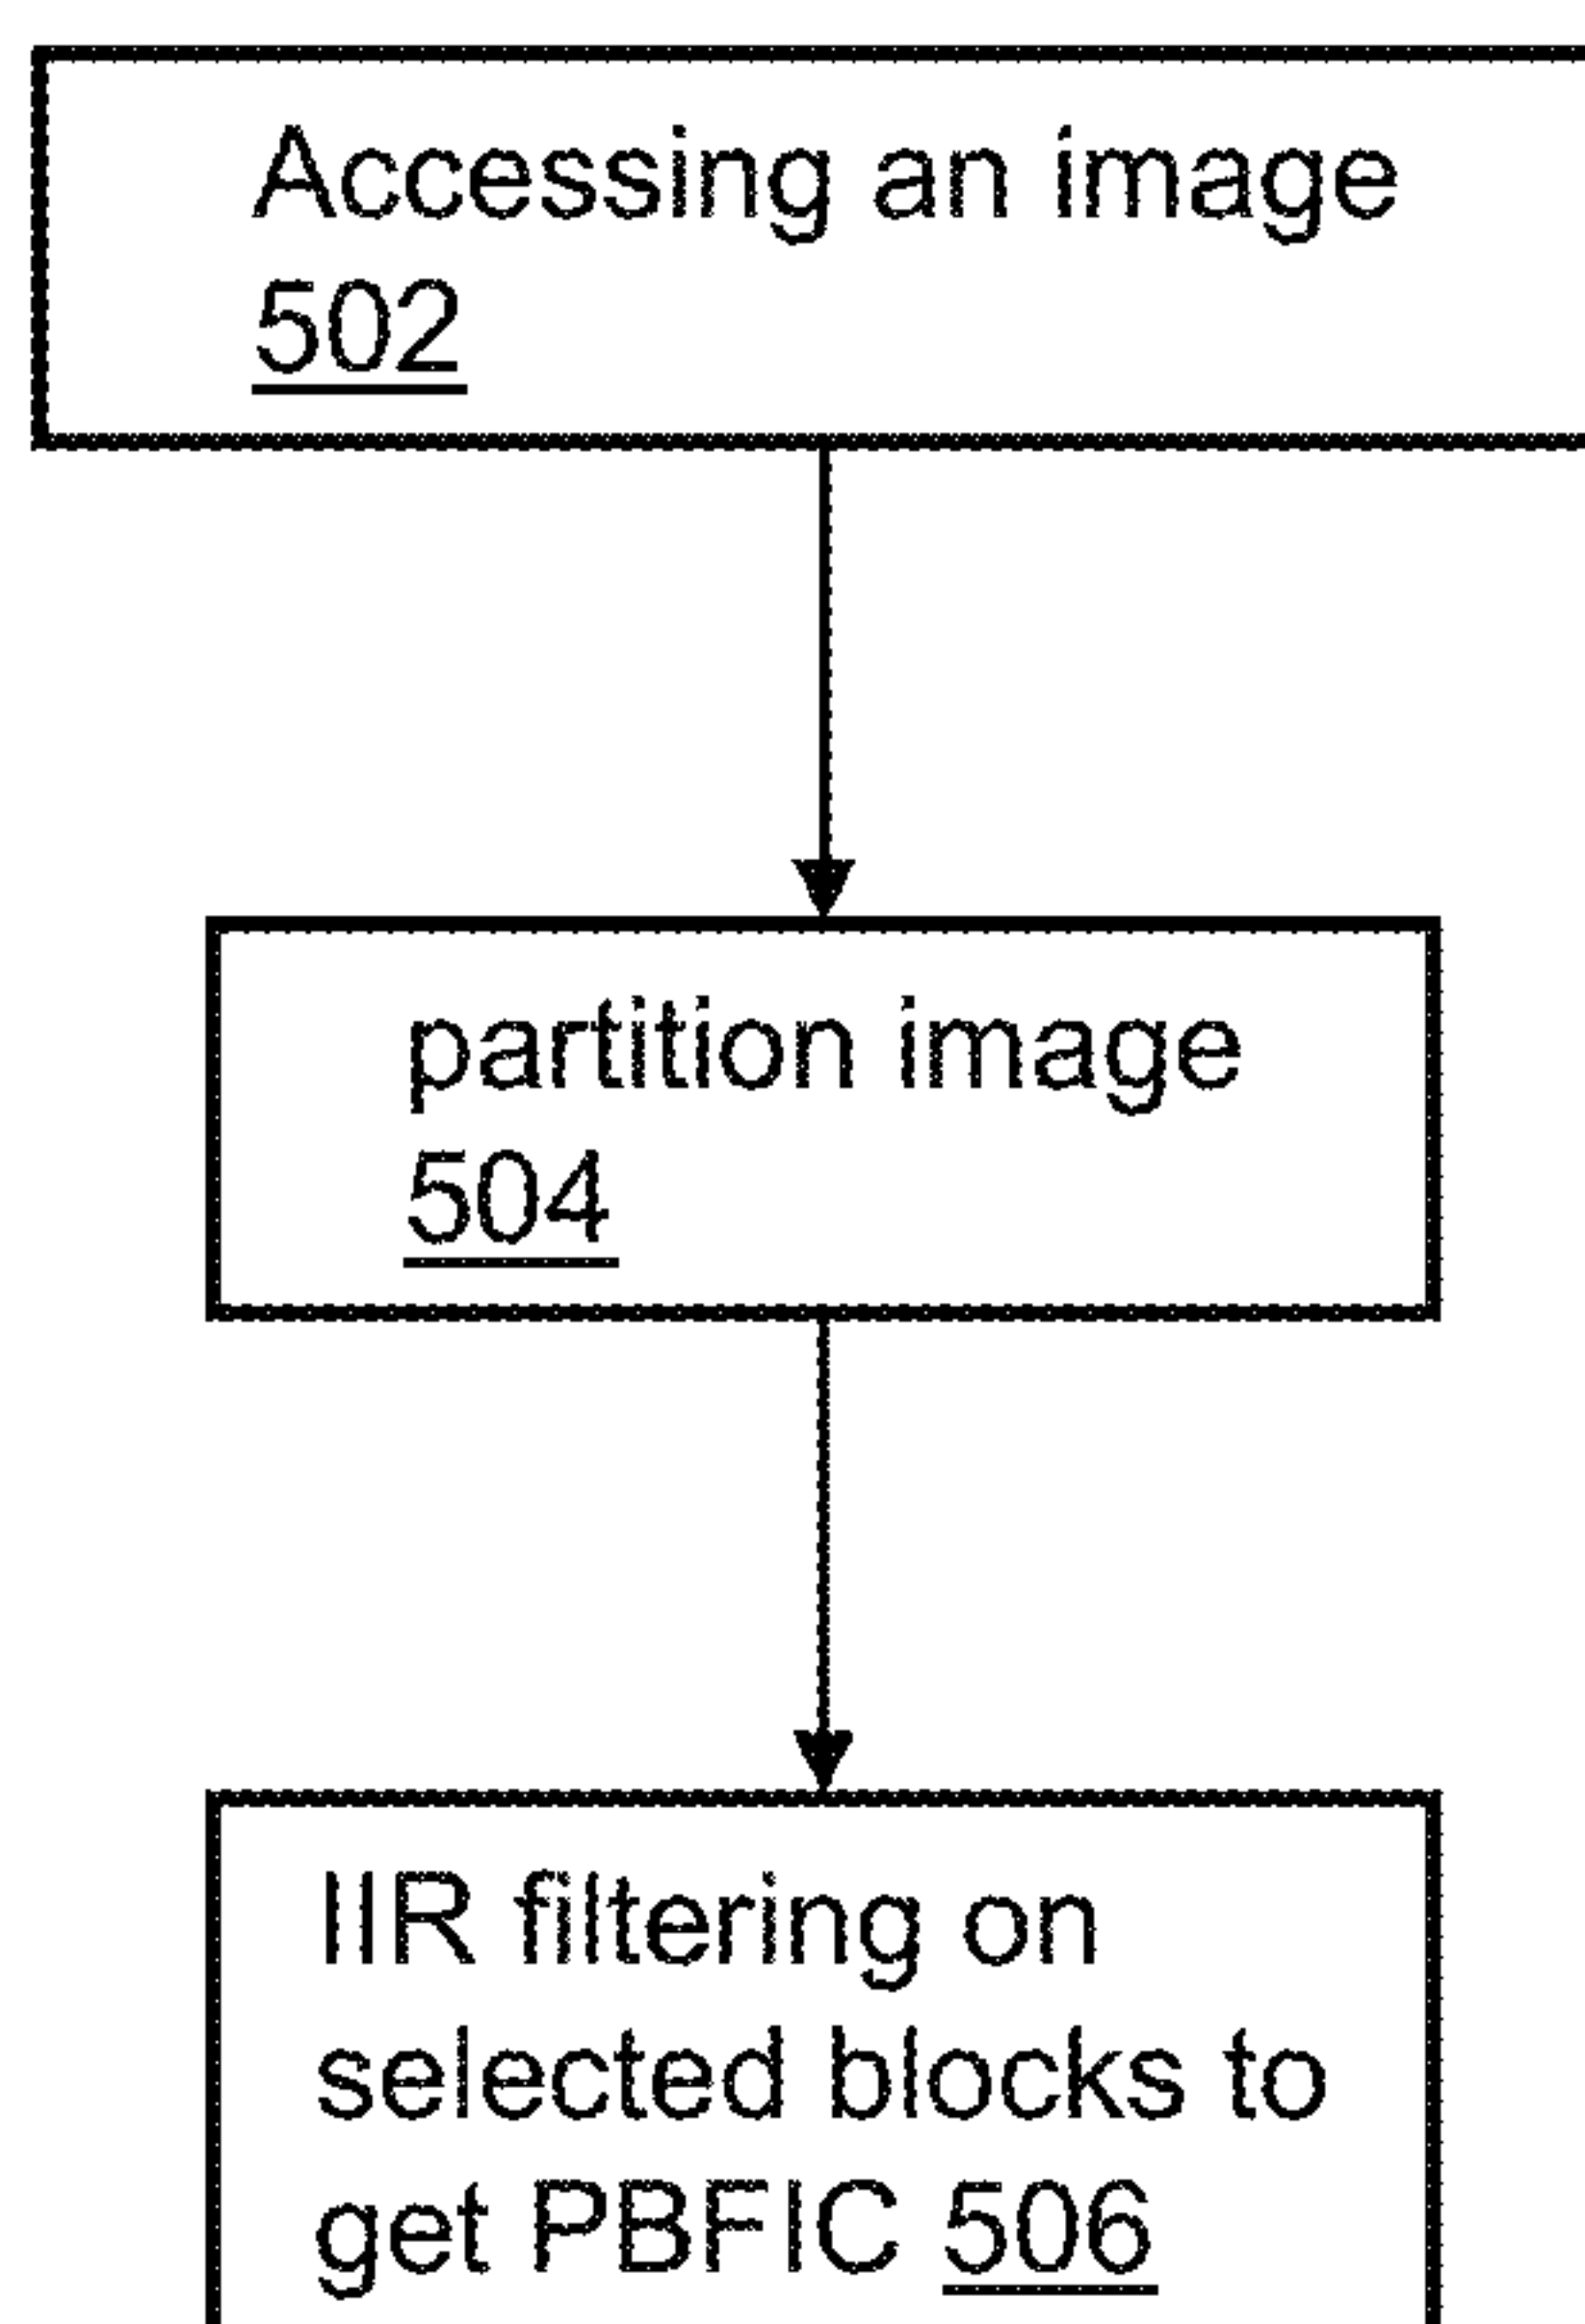 Accessing an image
502
partition image
504
IIR filtering on
selected blocks to
get PBFIC 506